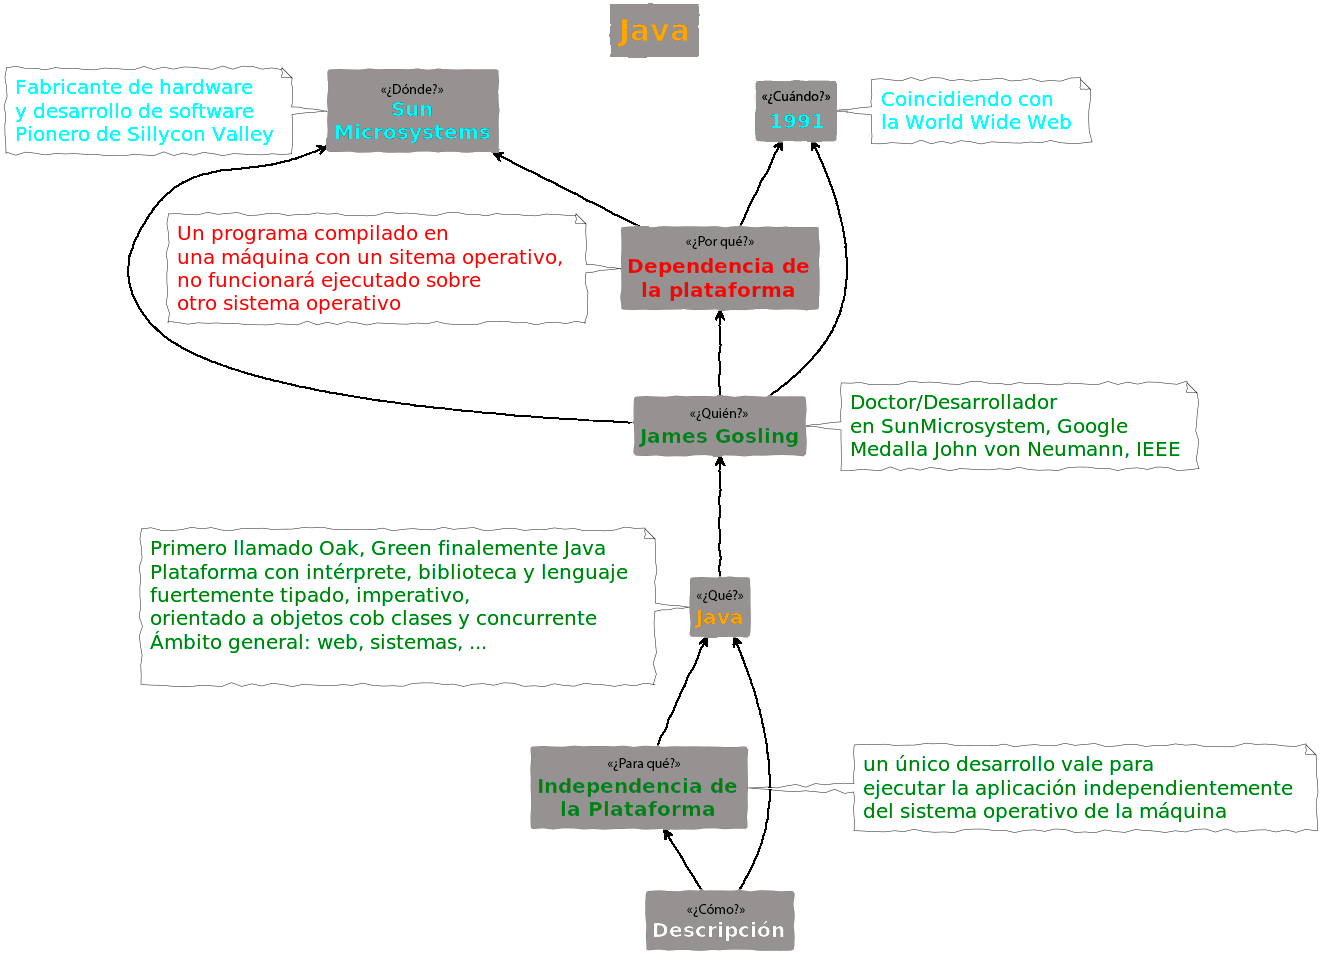 Java
Fabricante de hardware
y desarrollo de software
Pionero de Sillycon Valley
«¿Dónde?»
Sun
Microsystems
«¿Cuándo?»
1991
Coincidiendo con
la World Wide Web
Un programa compilado en
una máquina con un sitema operativo,
no funcionará ejecutado sobre
otro sistema operativo
«¿Por qué?»
Dependencia de
la plataforma
«¿Quién?»
James Gosling
Doctor/Desarrollador
en SunMicrosystem, Google
Medalla John von Neumann, IEEE
Primero llamado Oak, Green finalemente Java
Plataforma con intérprete, biblioteca y lenguaje
fuertemente tipado, imperativo,
orientado a objetos cob clases y concurrente
Ámbito general: web, sistemas, ...
«¿Qué?»
Java
«¿Para qué?»
Independencia de
la Plataforma
un único desarrollo vale para
ejecutar la aplicación independientemente
del sistema operativo de la máquina
«¿Cómo?»
Descripción